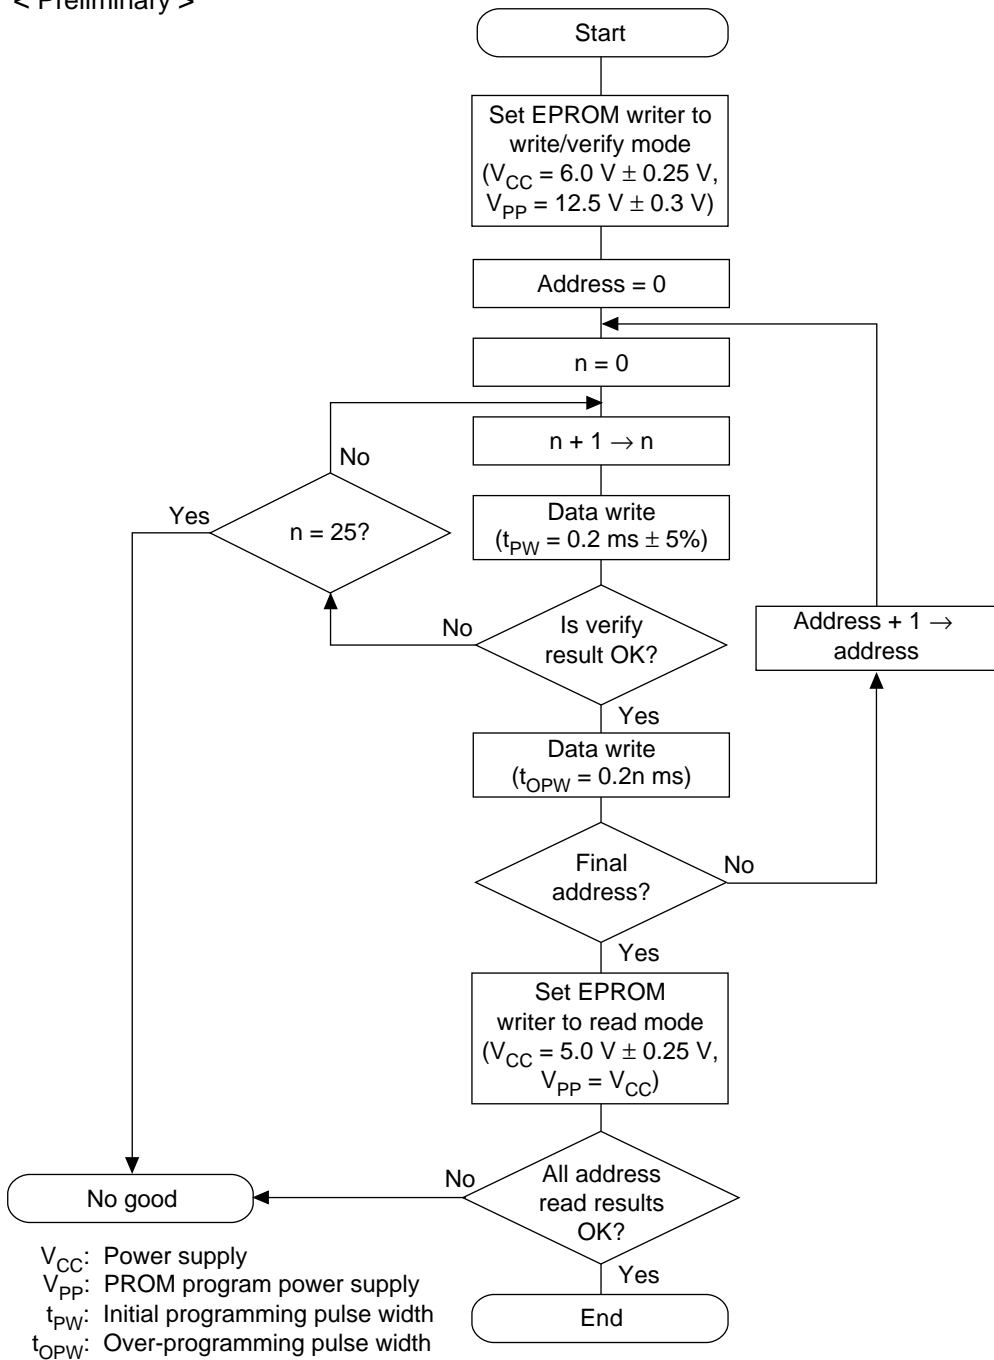 < Preliminary >
Start
Set EPROM writer to
write/verify mode
(VCC = 6.0 V ± 0.25 V,
VPP = 12.5 V ± 0.3 V)
Address = 0
n = 0
n + 1 → n
No
Yes
n = 25?
Data write
(tPW = 0.2 ms ± 5%)
No
Is verify
result OK?
Address + 1 →
address
Yes
Data write
(tOPW = 0.2n ms)
Final
address?
No
Yes
Set EPROM
writer to read mode
(VCC = 5.0 V ± 0.25 V,
VPP = VCC)
No
All address
read results
OK?
No good
Yes
End
VCC: Power supply
VPP: PROM program power supply
tPW: Initial programming pulse width
tOPW: Over-programming pulse width